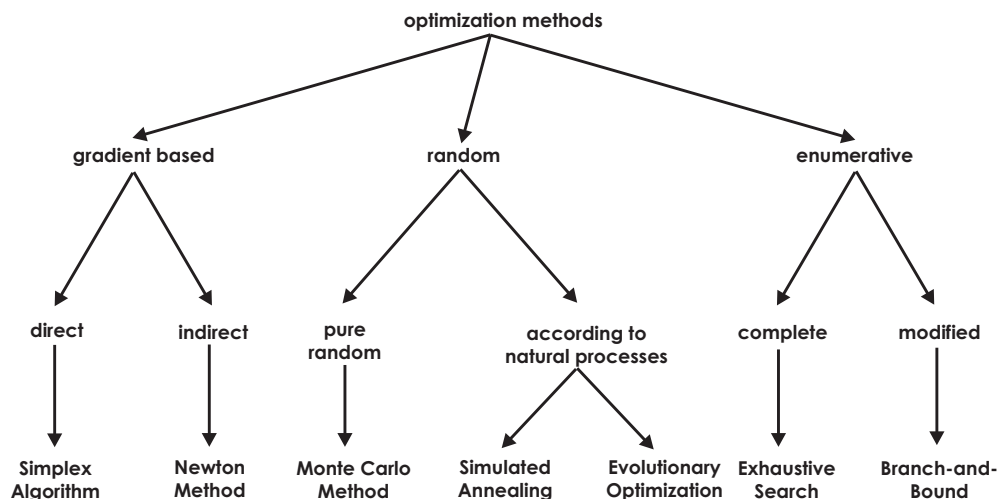 optimization methods
gradient based
random
enumerative
direct
indirect
pure
random
according to
natural processes
complete
modified
Simplex
Algorithm
Newton
Method
Monte Carlo
Method
Simulated
Annealing
Evolutionary
Optimization
Exhaustive
Search
Branch-and-
Bound